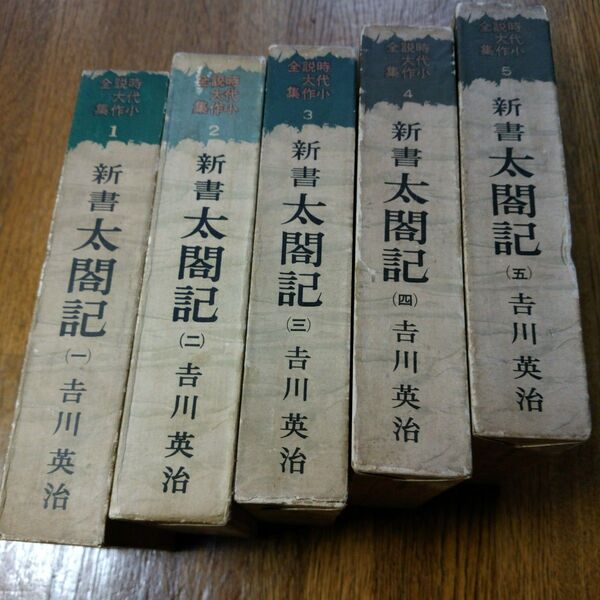 時代小
説大作
全集
1
新書
太閤記
(一)
吉川英治
時代小
説大作
全集
2
新書
太閤記
(二)
吉川英治
時代小
説大作
全集
3
新書
太閤記
(三)
吉川英治
時代小
説大作
全集
4
新書
太閤記
(四)
吉川英治
時代小
説大作
全集
5
新書
太閤記
(五)
吉川英治